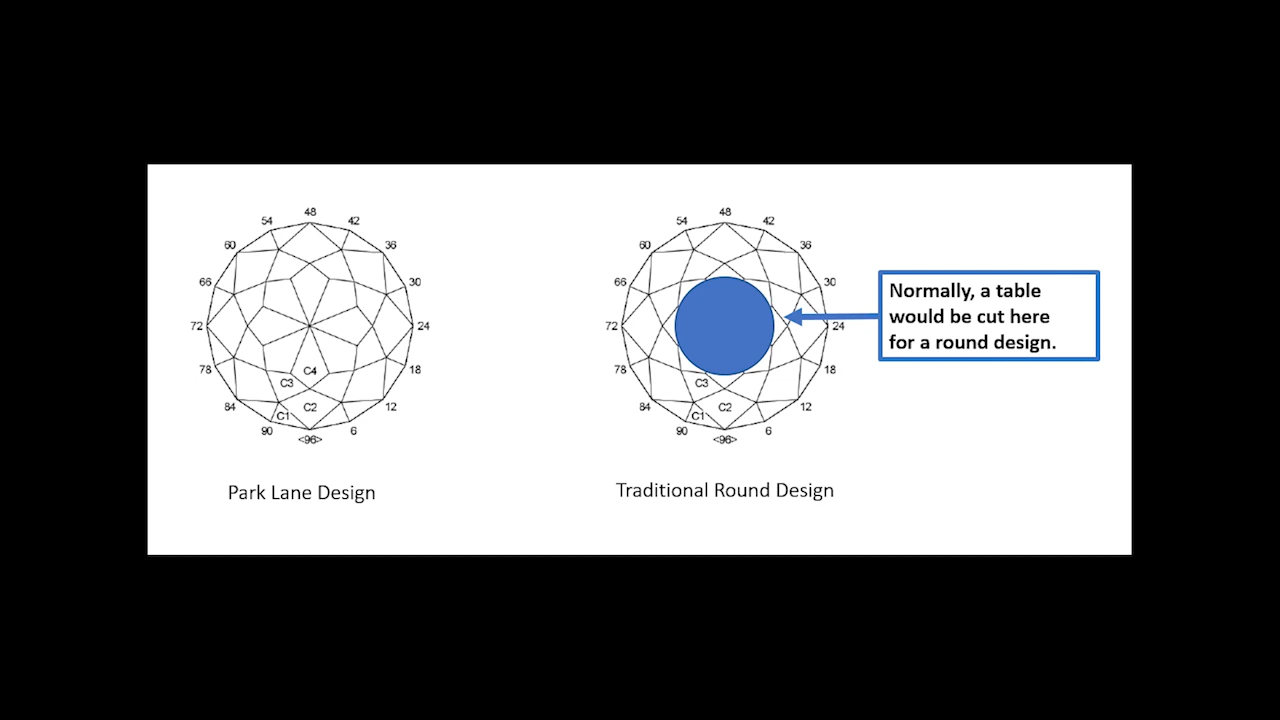 48
54
42
60
36
66
30
72
24
78
18
84
12
90
6
<96>
C4
C3
C2
C1
Park Lane Design
48
54
42
60
36
66
30
72
24
78
18
84
12
90
6
<96>
C3
C2
C1
Traditional Round Design
Normally, a table
would be cut here
for a round design.